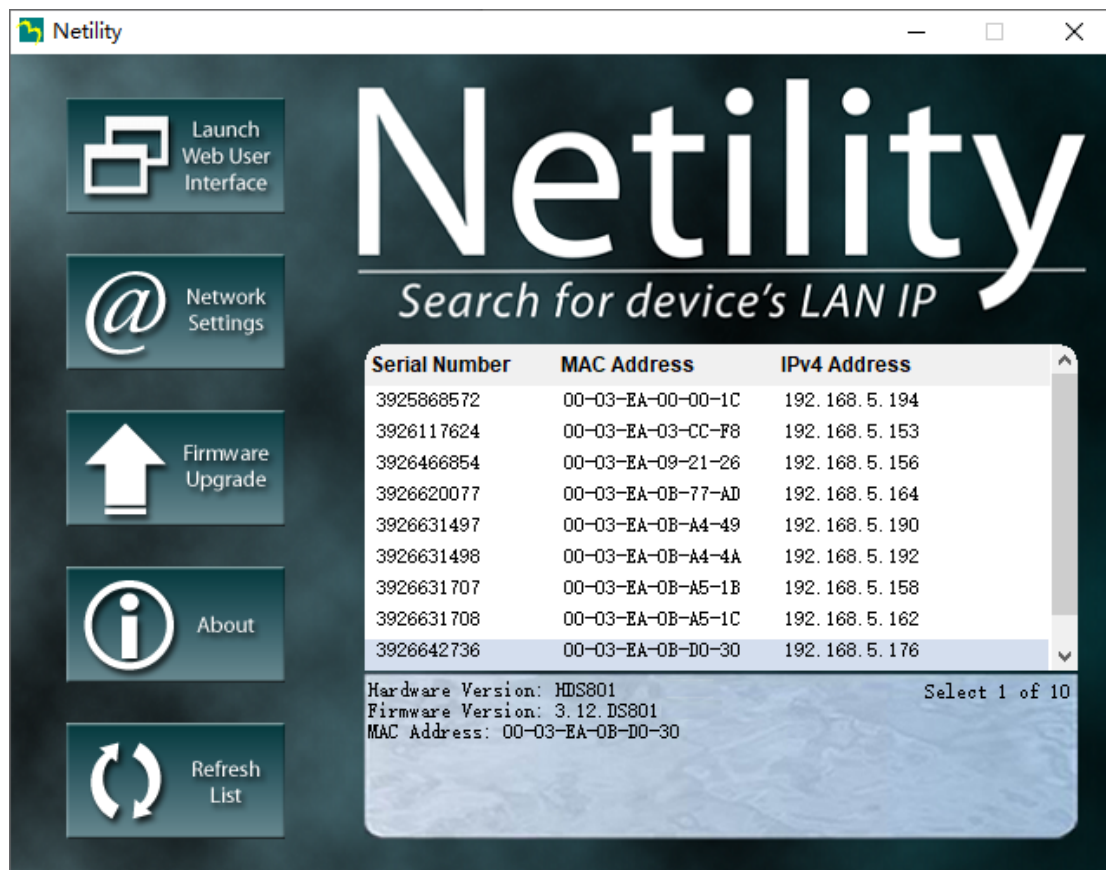 Netility
Launch
Web User
Interface
Network
Settings
Firmware
Upgrade
About
Refresh
List
Netility
Search for device's LAN IP
Serial Number MAC Address IPv4 Address
3925868572 00-03-EA-00-00-1C 192.168.5.194
3926117624 00-03-EA-03-CC-F8 192.168.5.153
3926466854 00-03-EA-09-21-26 192.168.5.156
3926620077 00-03-EA-0B-77-AD 192.168.5.164
3926631497 00-03-EA-0B-A4-49 192.168.5.190
3926631498 00-03-EA-0B-A4-4A 192.168.5.192
3926631707 00-03-EA-0B-A5-1B 192.168.5.158
3926631708 00-03-EA-0B-A5-1C 192.168.5.162
3926642736 00-03-EA-0B-D0-30 192.168.5.176
Hardware Version: HDS801 Select 1 of 10
Firmware Version: 3.12.DS801
MAC Address: 00-03-EA-0B-D0-30